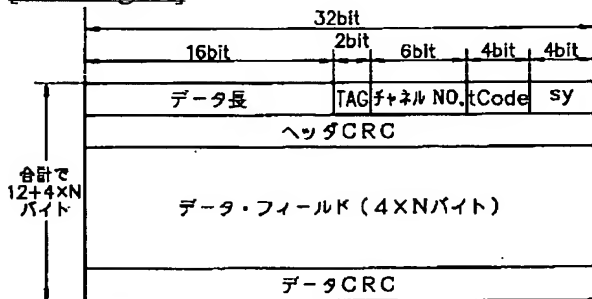 32bit
16bit 2bit 6bit 4bit 4bit
データ長 TAG チャネル NO. tCode sy
ヘッダCRC
合計で
12+4×N
バイト
データ・フィールド（4×Nバイト）
データCRC